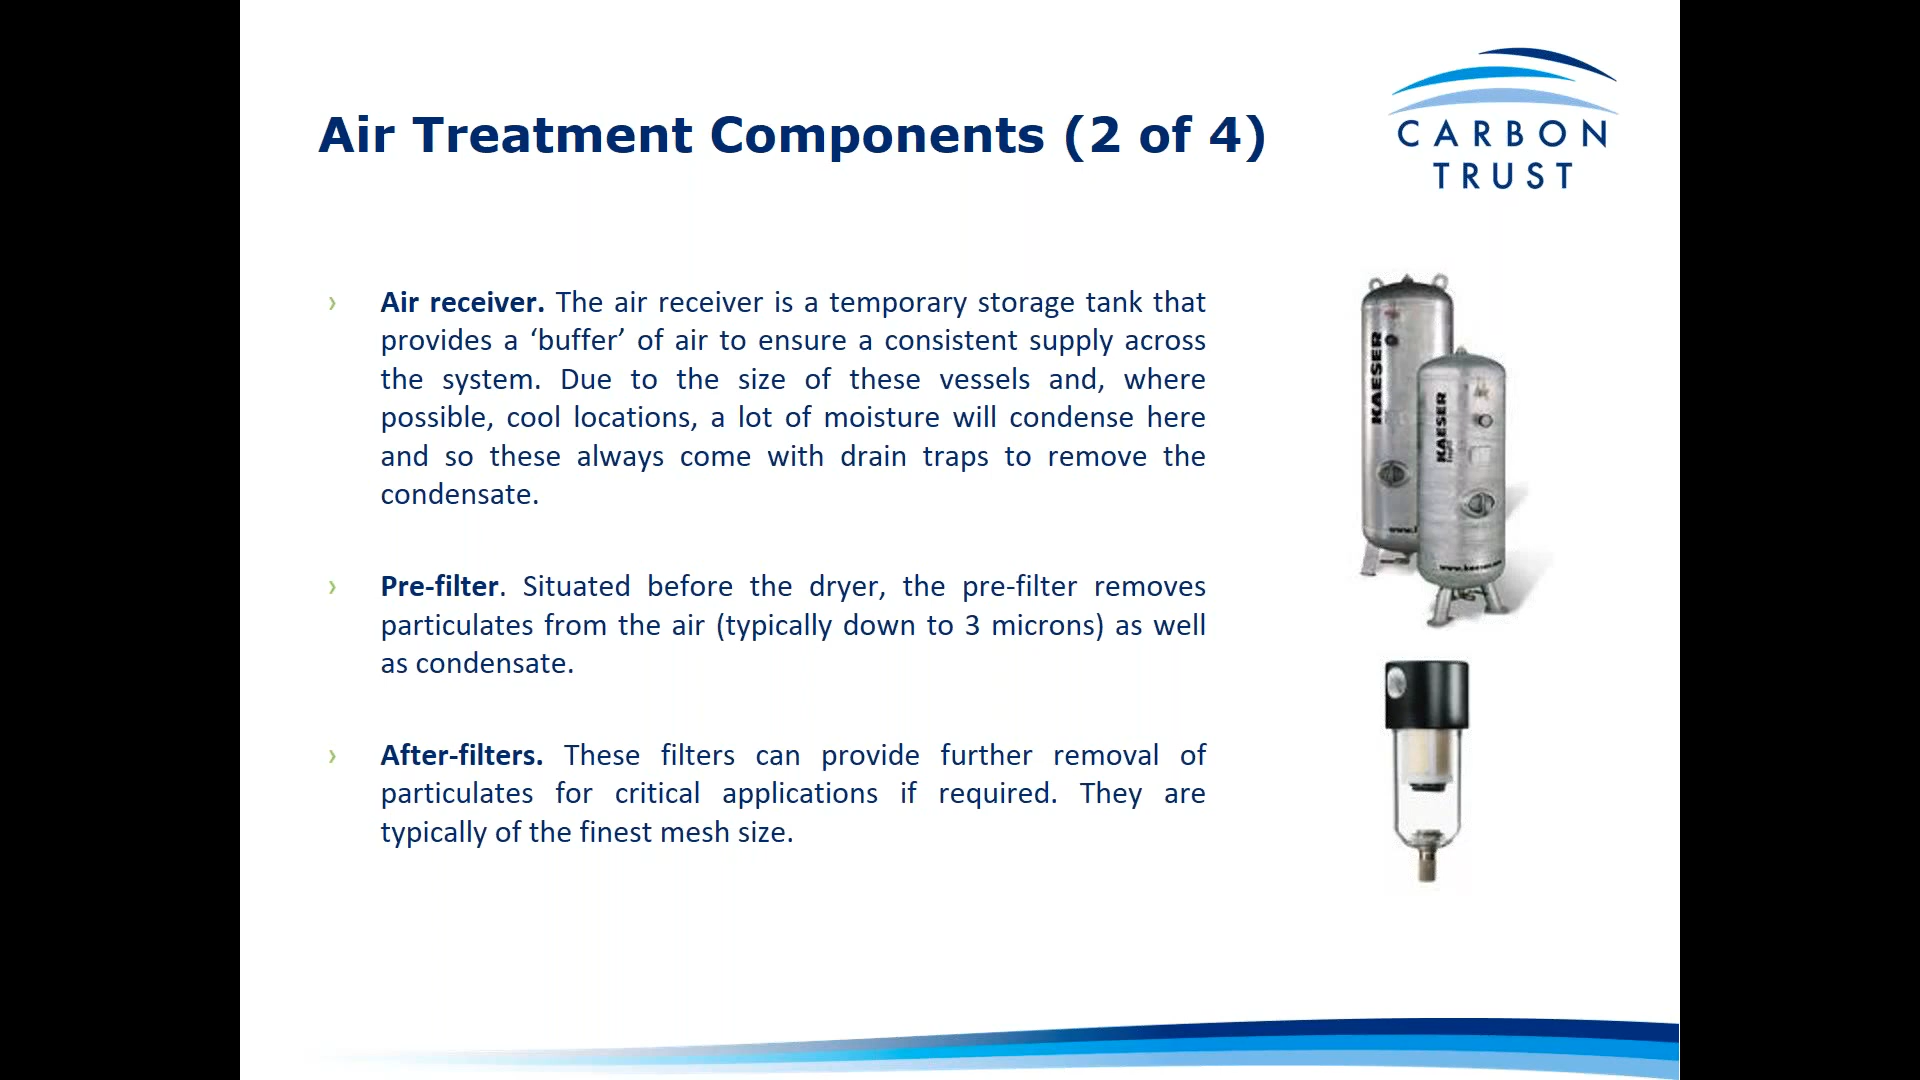 Air Treatment Components (2 of 4)
CARBON
TRUST
› Air receiver. The air receiver is a temporary storage tank that
provides a ‘buffer’ of air to ensure a consistent supply across
the system. Due to the size of these vessels and, where
possible, cool locations, a lot of moisture will condense here
and so these always come with drain traps to remove the
condensate.
› Pre-filter. Situated before the dryer, the pre-filter removes
particulates from the air (typically down to 3 microns) as well
as condensate.
› After-filters. These filters can provide further removal of
particulates for critical applications if required. They are
typically of the finest mesh size.
KAESER
KAESER